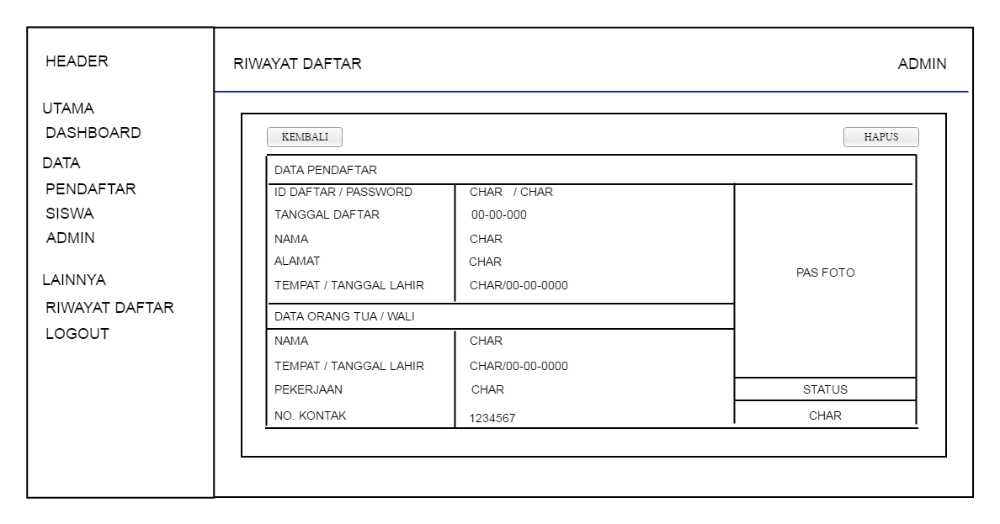 HEADER
UTAMA
DASHBOARD
DATA
PENDAFTAR
SISWA
ADMIN
LAINNYA
RIWAYAT DAFTAR
LOGOUT
RIWAYAT DAFTAR ADMIN
KEMBALI HAPUS
DATA PENDAFTAR
ID DAFTAR / PASSWORD CHAR / CHAR
TANGGAL DAFTAR 00-00-000
NAMA CHAR
ALAMAT CHAR
TEMPAT / TANGGAL LAHIR CHAR/00-00-0000
PAS FOTO
DATA ORANG TUA / WALI
NAMA CHAR
TEMPAT / TANGGAL LAHIR CHAR/00-00-0000
PEKERJAAN CHAR
NO. KONTAK 1234567
STATUS
CHAR